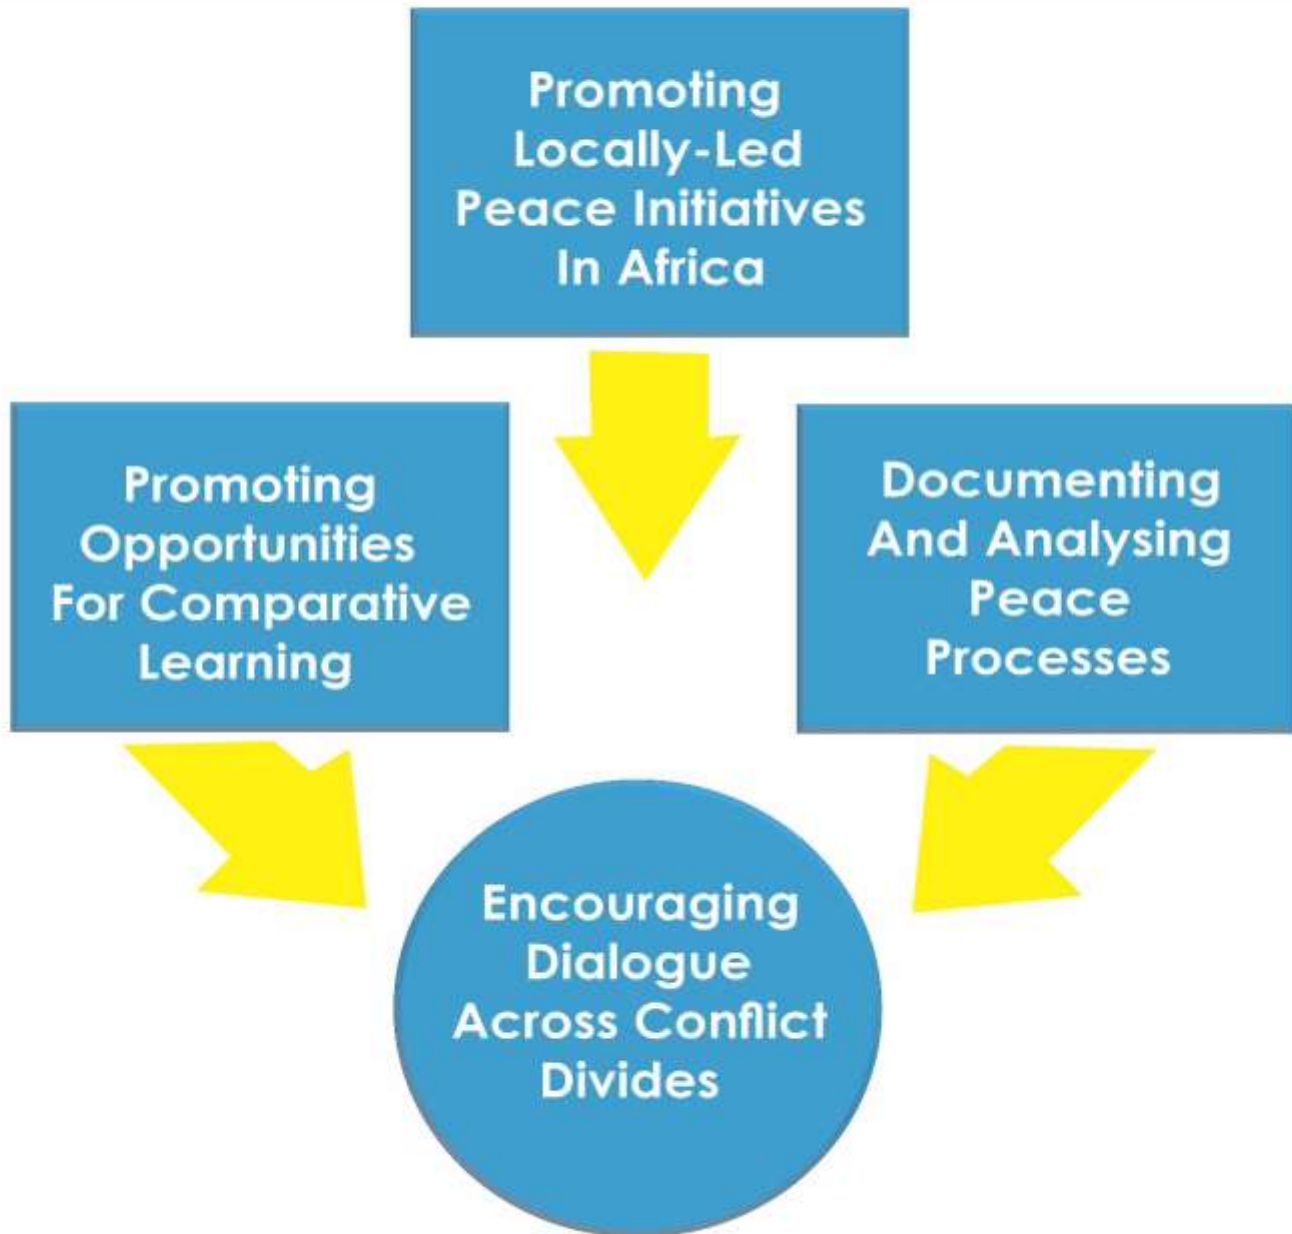 Promoting
Locally-Led
Peace Initiatives
In Africa
Promoting
Opportunities
For Comparative
Learning
Documenting
And Analysing
Peace
Processes
Encouraging
Dialogue
Across Conflict
Divides